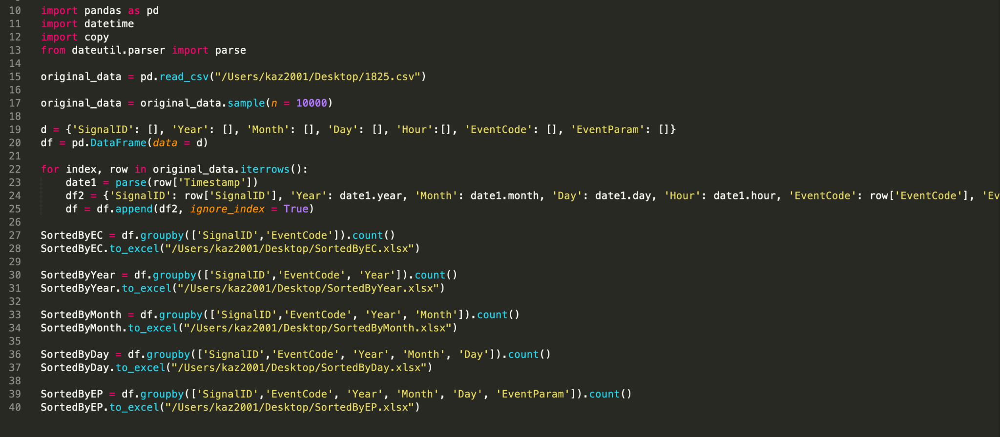 10 import pandas as pd
11 import datetime
12 import copy
13 from dateutil.parser import parse
14
15 original_data = pd.read_csv("/Users/kaz2001/Desktop/1825.csv")
16
17 original_data = original_data.sample(n = 10000)
18
19 d = {'SignalID': [], 'Year': [], 'Month': [], 'Day': [], 'Hour':[], 'EventCode': [], 'EventParam': []}
20 df = pd.DataFrame(data = d)
21
22 for index, row in original_data.iterrows():
23     date1 = parse(row['Timestamp'])
24     df2 = {'SignalID': row['SignalID'], 'Year': date1.year, 'Month': date1.month, 'Day': date1.day, 'Hour': date1.hour, 'EventCode': row['EventCode'], 'Ev
25     df = df.append(df2, ignore_index = True)
26
27 SortedByEC = df.groupby(['SignalID','EventCode']).count()
28 SortedByEC.to_excel("/Users/kaz2001/Desktop/SortedByEC.xlsx")
29
30 SortedByYear = df.groupby(['SignalID','EventCode', 'Year']).count()
31 SortedByYear.to_excel("/Users/kaz2001/Desktop/SortedByYear.xlsx")
32
33 SortedByMonth = df.groupby(['SignalID','EventCode', 'Year', 'Month']).count()
34 SortedByMonth.to_excel("/Users/kaz2001/Desktop/SortedByMonth.xlsx")
35
36 SortedByDay = df.groupby(['SignalID','EventCode', 'Year', 'Month', 'Day']).count()
37 SortedByDay.to_excel("/Users/kaz2001/Desktop/SortedByDay.xlsx")
38
39 SortedByEP = df.groupby(['SignalID','EventCode', 'Year', 'Month', 'Day', 'EventParam']).count()
40 SortedByEP.to_excel("/Users/kaz2001/Desktop/SortedByEP.xlsx")